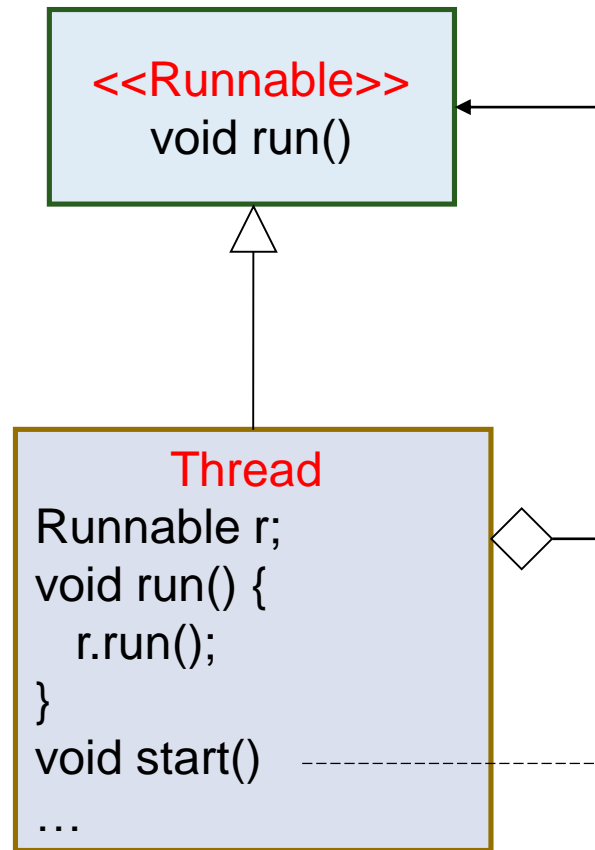 <<Runnable>>
void run()
Thread
Runnable r;
void run() {
r.run();
}
void start()
…